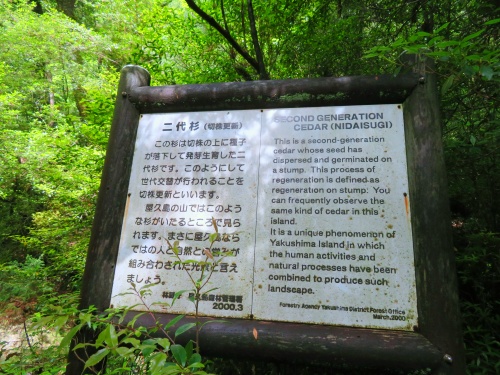 二代杉（切株更新）
この杉は切株の上に種子
が落下して発芽生育した二
代杉です。このようにして
世代交替が行われることを
切株更新といいます。
屋久島の山ではこのよう
な杉がいたるところで見ら
れます。まさに屋久島なら
ではの人と自然との営みが
組み合わされた光景と言え
ましょう。
2000.3
SECOND GENERATION
CEDAR (NIDAISUGI)
This is a second-generation
cedar whose seed has
dispersed and germinated on
a stump. This process of
regeneration is defined as
regeneration on stump. You
can frequently observe the
same kind of cedar in this
island.
It is a unique phenomenon of
Yakushima Island,in which
the human activities and
natural processes have been
combined to produce such
landscape.
Forestry Agency Yakushima District Forest Office
March,2000